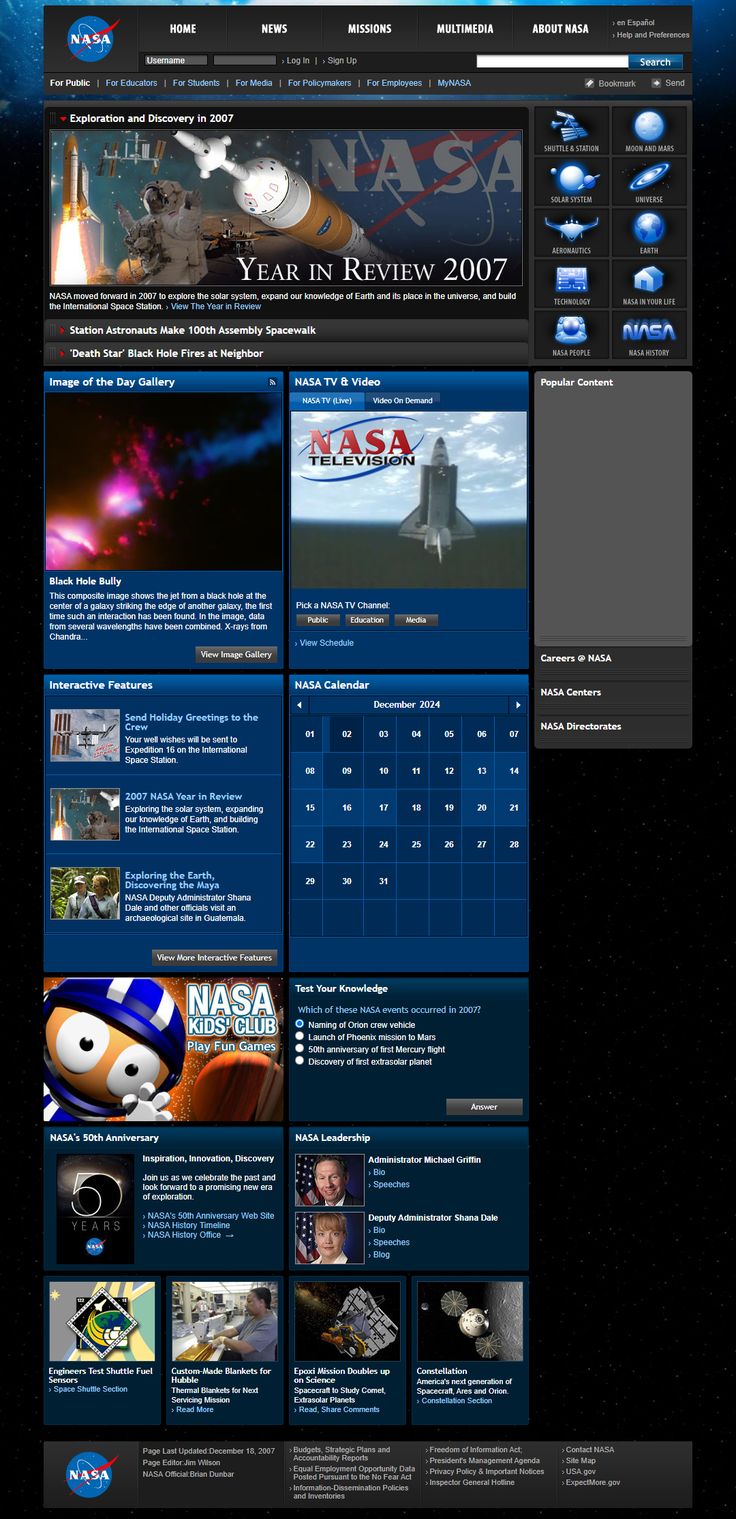 NASA
HOME
NEWS
MISSIONS
MULTIMEDIA
ABOUT NASA
› en Español
› Help and Preferences
Username
› Log In | › Sign Up
Search
For Public | For Educators | For Students | For Media | For Policymakers | For Employees | MyNASA
Bookmark
Send
Exploration and Discovery in 2007
NASA
YEAR IN REVIEW 2007
NASA moved forward in 2007 to explore the solar system, expand our knowledge of Earth and its place in the universe, and build
the International Space Station. › View The Year in Review
Station Astronauts Make 100th Assembly Spacewalk
'Death Star' Black Hole Fires at Neighbor
SHUTTLE & STATION
MOON AND MARS
SOLAR SYSTEM
UNIVERSE
AERONAUTICS
EARTH
TECHNOLOGY
NASA IN YOUR LIFE
NASA PEOPLE
NASA
NASA HISTORY
Image of the Day Gallery
Black Hole Bully
This composite image shows the jet from a black hole at the
center of a galaxy striking the edge of another galaxy, the first
time such an interaction has been found. In the image, data
from several wavelengths have been combined. X-rays from
Chandra...
View Image Gallery
NASA TV & Video
NASA TV (Live)
Video On Demand
NASA
TELEVISION
Pick a NASA TV Channel:
Public
Education
Media
› View Schedule
Popular Content
Careers @ NASA
NASA Centers
NASA Directorates
Interactive Features
Send Holiday Greetings to the
Crew
Your well wishes will be sent to
Expedition 16 on the International
Space Station.
2007 NASA Year in Review
Exploring the solar system, expanding
our knowledge of Earth, and building
the International Space Station.
Exploring the Earth,
Discovering the Maya
NASA Deputy Administrator Shana
Dale and other officials visit an
archaeological site in Guatemala.
View More Interactive Features
NASA Calendar
December 2024
01 02 03 04 05 06 07
08 09 10 11 12 13 14
15 16 17 18 19 20 21
22 23 24 25 26 27 28
29 30 31
NASA
KiDS' CLUB
Play Fun Games
Test Your Knowledge
Which of these NASA events occurred in 2007?
Naming of Orion crew vehicle
Launch of Phoenix mission to Mars
50th anniversary of first Mercury flight
Discovery of first extrasolar planet
Answer
NASA's 50th Anniversary
50
YEARS
Inspiration, Innovation, Discovery
Join us as we celebrate the past and
look forward to a promising new era
of exploration.
› NASA's 50th Anniversary Web Site
› NASA History Timeline
› NASA History Office →
NASA Leadership
Administrator Michael Griffin
› Bio
› Speeches
Deputy Administrator Shana Dale
› Bio
› Speeches
› Blog
122
Engineers Test Shuttle Fuel
Sensors
› Space Shuttle Section
Custom-Made Blankets for
Hubble
Thermal Blankets for Next
Servicing Mission
› Read More
Epoxi Mission Doubles up
on Science
Spacecraft to Study Comet,
Extrasolar Planets
› Read, Share Comments
Constellation
America's next generation of
Spacecraft, Ares and Orion.
› Constellation Section
NASA
Page Last Updated:December 18, 2007
Page Editor:Jim Wilson
NASA Official:Brian Dunbar
› Budgets, Strategic Plans and
Accountability Reports
› Equal Employment Opportunity Data
Posted Pursuant to the No Fear Act
› Information-Dissemination Policies
and Inventories
› Freedom of Information Act;
› President's Management Agenda
› Privacy Policy & Important Notices
› Inspector General Hotline
› Contact NASA
› Site Map
› USA.gov
› ExpectMore.gov